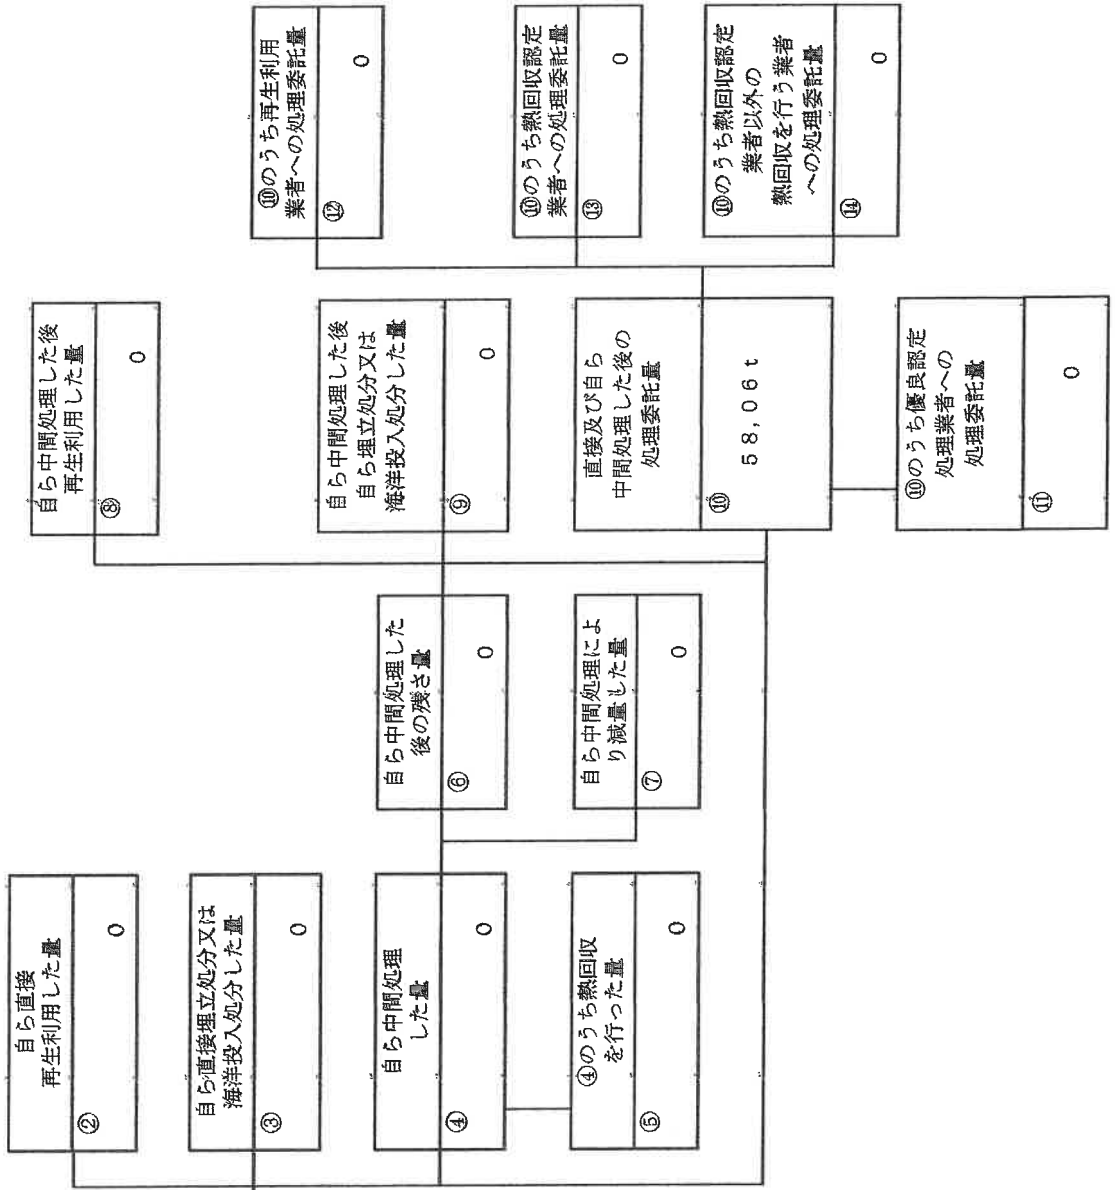 自ら直接
再生利用した量
②
0
自ら直接埋立処分又は
海洋投入処分した量
③
0
自ら中間処理
した量
④
0
④のうち熱回収
を行った量
⑤
0
自ら中間処理した
後の残さ量
⑥
0
自ら中間処理によ
り減量した量
⑦
0
自ら中間処理した後
再生利用した量
⑧
0
自ら中間処理した後
自ら埋立処分又は
海洋投入処分した量
⑨
0
直接及び自ら
中間処理した後の
処理委託量
⑩
58,06t
⑩のうち優良認定
処理業者への
処理委託量
⑪
0
⑩のうち再生利用
業者への処理委託量
⑫
0
⑩のうち熱回収認定
業者への処理委託量
⑬
0
⑩のうち熱回収認定
業者以外の
熱回収を行う業者
への処理委託量
⑭
0